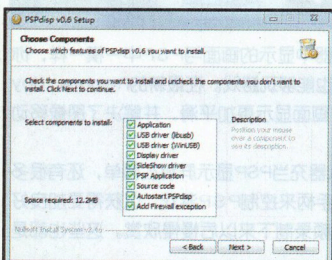 PSPdisp v0.6 Setup
Choose Components
Choose which features of PSPdisp v0.6 you want to install.
Check the components you want to install and uncheck the components you don't want to
install. Click Next to continue.
Select components to install:
Application
USB driver (libusb)
USB driver (WinUSB)
Display driver
SideShow driver
PSP Application
Source code
Autostart PSPdisp
Add Firewall exception
Description
Position your mouse
over a component to
see its description.
Space required: 12.2MB
Nullsoft Install System v2.46
< Back
Next >
Cancel